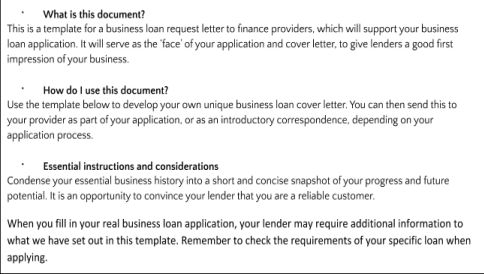 · What is this document?
This is a template for a business loan request letter to finance providers, which will support your business
loan application. It will serve as the 'face' of your application and cover letter, to give lenders a good first
impression of your business.
· How do I use this document?
Use the template below to develop your own unique business loan cover letter. You can then send this to
your provider as part of your application, or as an introductory correspondence, depending on your
application process.
· Essential instructions and considerations
Condense your essential business history into a short and concise snapshot of your progress and future
potential. It is an opportunity to convince your lender that you are a reliable customer.
When you fill in your real business loan application, your lender may require additional information to
what we have set out in this template. Remember to check the requirements of your specific loan when
applying.